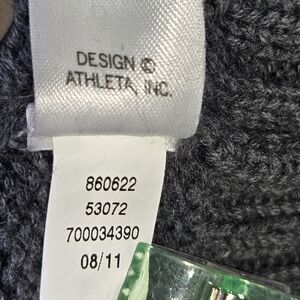 DESIGN ©
ATHLETA, INC.
860622
53072
700034390
08/11